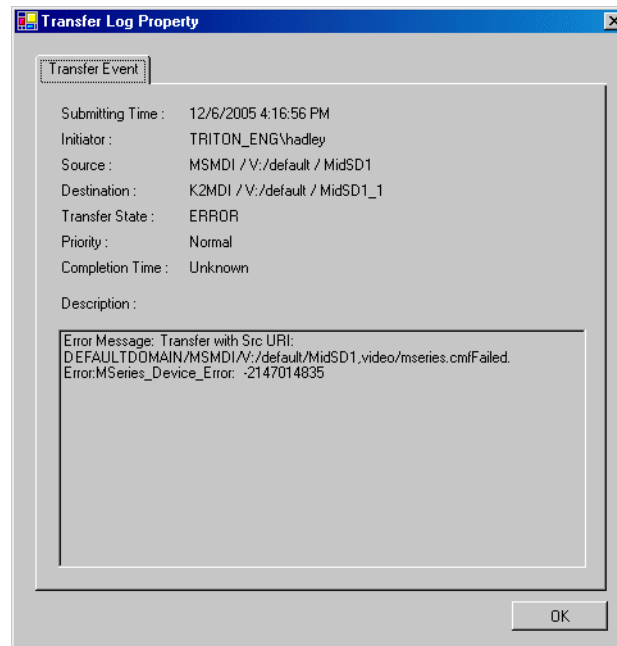 Transfer Log Property
Transfer Event
Submitting Time : 12/6/2005 4:16:56 PM
Initiator : TRITON_ENG\hadley
Source : MSMDI / V:/default / MidSD1
Destination : K2MDI / V:/default / MidSD1_1
Transfer State : ERROR
Priority : Normal
Completion Time : Unknown
Description :
Error Message: Transfer with Src URI:
DEFAULTDOMAIN/MSMDI/V:/default/MidSD1,video/mseries.cmfFailed.
Error:MSeries_Device_Error: -2147014835
OK